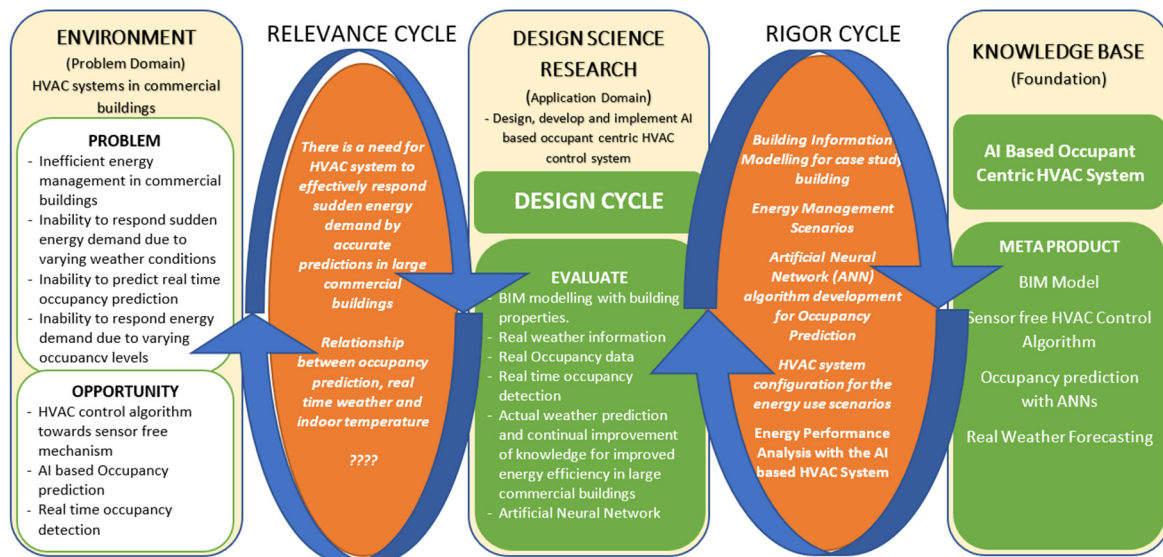 ENVIRONMENT
(Problem Domain)
HVAC systems in commercial
buildings
PROBLEM
- Inefficient energy
management in commercial
buildings
- Inability to respond sudden
energy demand due to
varying weather conditions
- Inability to predict real time
occupancy prediction
- Inability to respond energy
demand due to varying
occupancy levels
OPPORTUNITY
- HVAC control algorithm
towards sensor free
mechanism
- AI based Occupancy
prediction
- Real time occupancy
detection
RELEVANCE CYCLE
There is a need for
HVAC system to
effectively respond
sudden energy
demand by
accurate
predictions in large
commercial
buildings
Relationship
between occupancy
prediction, real
time weather and
indoor temperature
????
DESIGN SCIENCE
RESEARCH
(Application Domain)
- Design, develop and implement AI
based occupant centric HVAC
control system
DESIGN CYCLE
EVALUATE
- BIM modelling with building
properties.
- Real weather information
- Real Occupancy data
- Real time occupancy
detection
- Actual weather prediction
and continual improvement
of knowledge for improved
energy efficiency in large
commercial buildings
- Artificial Neural Network
RIGOR CYCLE
Building Information
Modelling for case study
building
Energy Management
Scenarios
Artificial Neural
Network (ANN)
algorithm development
for Occupancy
Prediction
HVAC system
configuration for the
energy use scenarios
Energy Performance
Analysis with the AI
based HVAC System
KNOWLEDGE BASE
(Foundation)
AI Based Occupant
Centric HVAC System
META PRODUCT
BIM Model
Sensor free HVAC Control
Algorithm
Occupancy prediction
with ANNs
Real Weather Forecasting